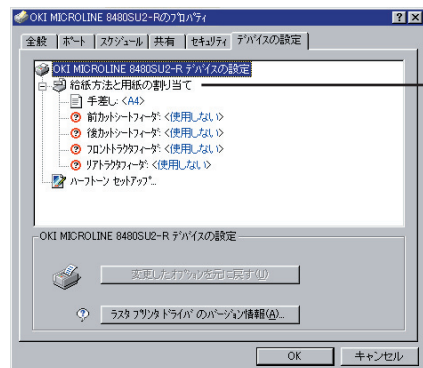 OKI MICROLINE 8480SU2-Rのプロパティ
全般 ポート スケジュール 共有 セキュリティ デバイスの設定
OKI MICROLINE 8480SU2-R デバイスの設定
給紙方法と用紙の割り当て
手差し: <A4>
前カットシートフィーダ: <使用しない>
後カットシートフィーダ: <使用しない>
フロントトラクタフィーダ: <使用しない>
リアトラクタフィーダ: <使用しない>
ハーフトーン セットアップ...
OKI MICROLINE 8480SU2-R デバイスの設定
変更したオプションを元に戻す(U)
ラスタ プリンタ ドライバ のバージョン情報(A)...
OK キャンセル